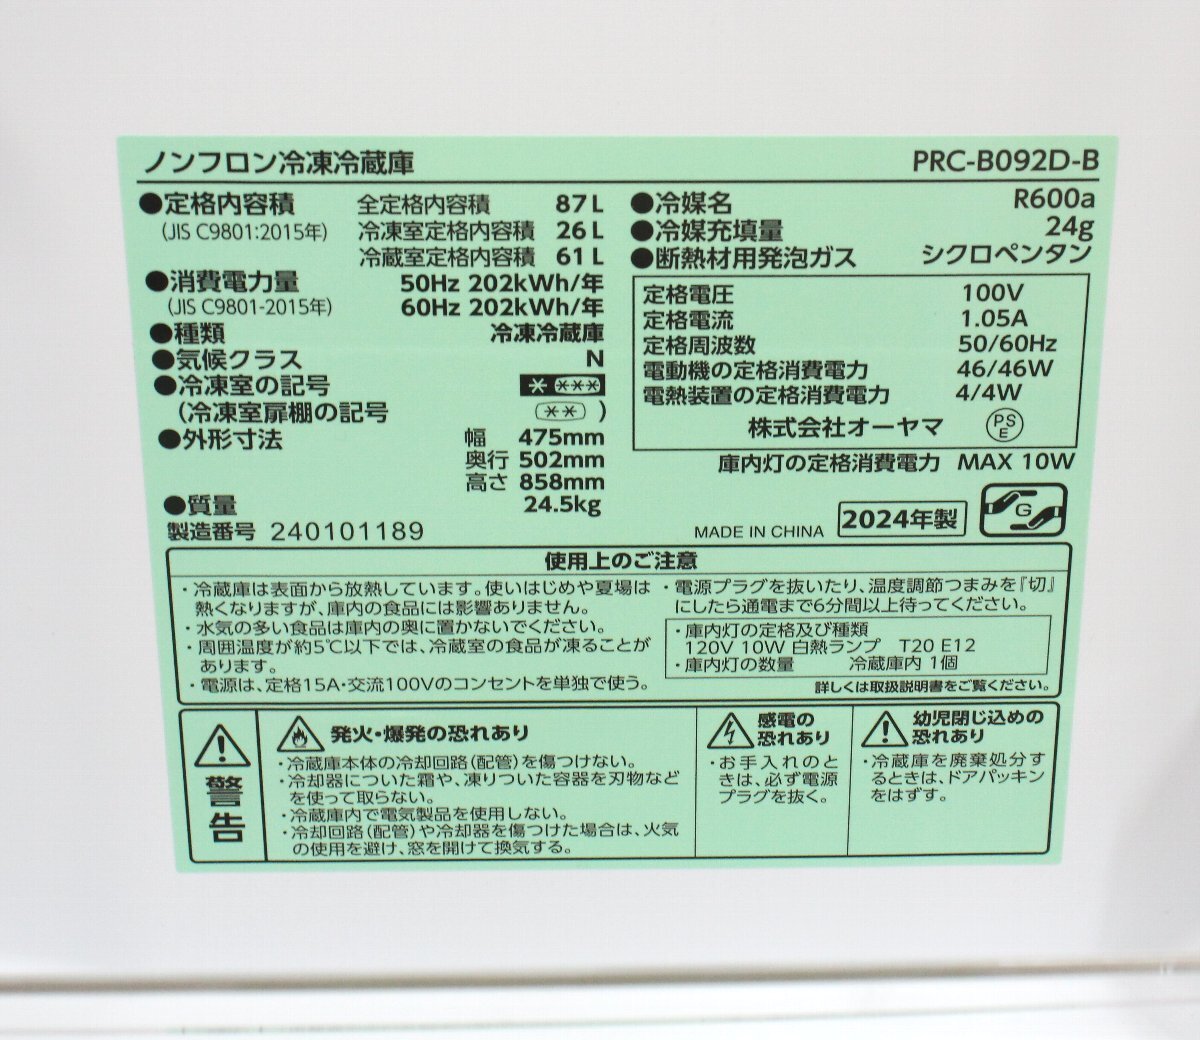 ノンフロン冷凍冷蔵庫 PRC-B092D-B
●定格内容積 全定格内容積 87L
(JIS C9801:2015年) 冷凍室定格内容積 26L
冷蔵室定格内容積 61L
●消費電力量 50Hz 202kWh/年
(JIS C9801-2015年) 60Hz 202kWh/年
●種類 冷凍冷蔵庫
●気候クラス N
●冷凍室の記号 * ***
(冷凍室扉棚の記号 ** )
●外形寸法 幅 475mm
奥行 502mm
高さ 858mm
●質量 24.5kg
製造番号 240101189
●冷媒名 R600a
●冷媒充填量 24g
●断熱材用発泡ガス シクロペンタン
定格電圧 100V
定格電流 1.05A
定格周波数 50/60Hz
電動機の定格消費電力 46/46W
電熱装置の定格消費電力 4/4W
株式会社オーヤマ PS E
庫内灯の定格消費電力 MAX 10W
MADE IN CHINA 2024年製 G
使用上のご注意
・冷蔵庫は表面から放熱しています。使いはじめや夏場は
熱くなりますが、庫内の食品には影響ありません。
・水気の多い食品は庫内の奥に置かないでください。
・周囲温度が約5℃以下では、冷蔵室の食品が凍ることが
あります。
・電源は、定格15A・交流100Vのコンセントを単独で使う。
・電源プラグを抜いたり、温度調節つまみを『切』
にしたら通電まで6分間以上待ってください。
・庫内灯の定格及び種類
120V 10W 白熱ランプ T20 E12
・庫内灯の数量 冷蔵庫内 1個
詳しくは取扱説明書をご覧ください。
警告
発火・爆発の恐れあり
・冷蔵庫本体の冷却回路(配管)を傷つけない。
・冷却器についた霜や、凍りついた容器を刃物など
を使って取らない。
・冷蔵庫内で電気製品を使用しない。
・冷却回路(配管)や冷却器を傷つけた場合は、火気
の使用を避け、窓を開けて換気する。
感電の
恐れあり
・お手入れのと
きは、必ず電源
プラグを抜く。
幼児閉じ込めの
恐れあり
・冷蔵庫を廃棄処分す
るときは、ドアパッキン
をはずす。